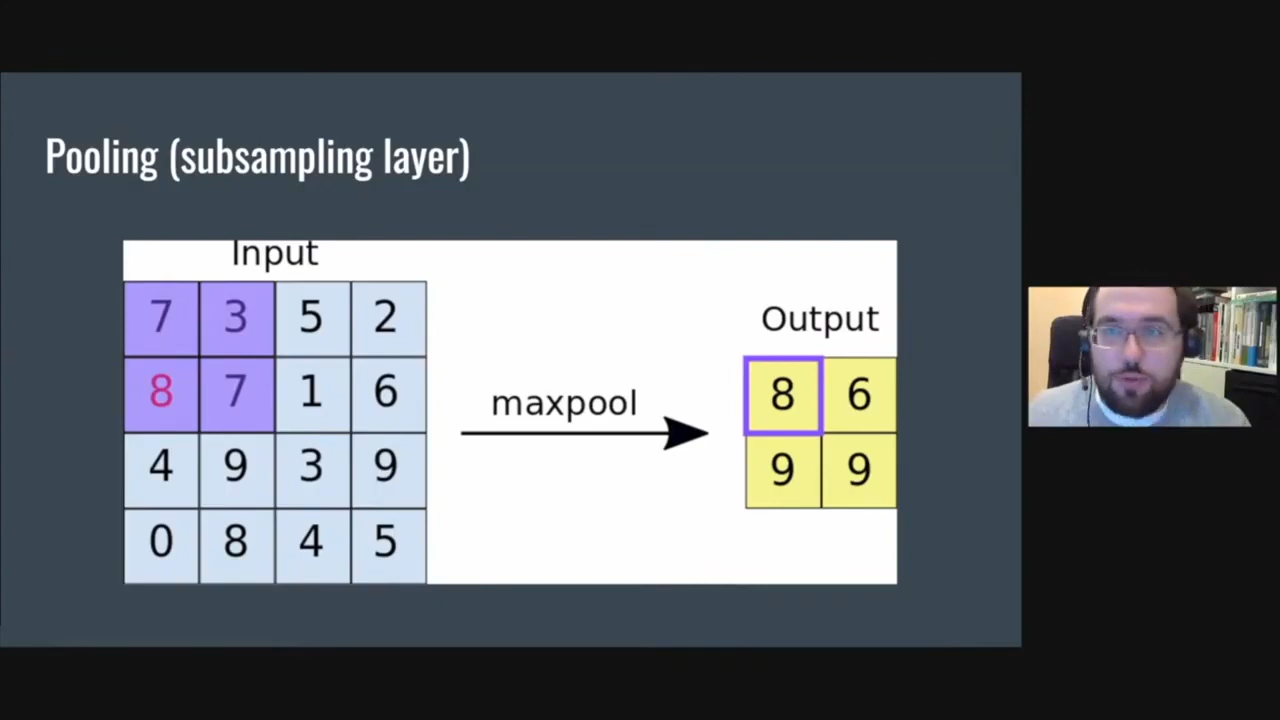 Pooling (subsampling layer)
Input
7 3 5 2
8 7 1 6
4 9 3 9
0 8 4 5
maxpool
Output
8 6
9 9